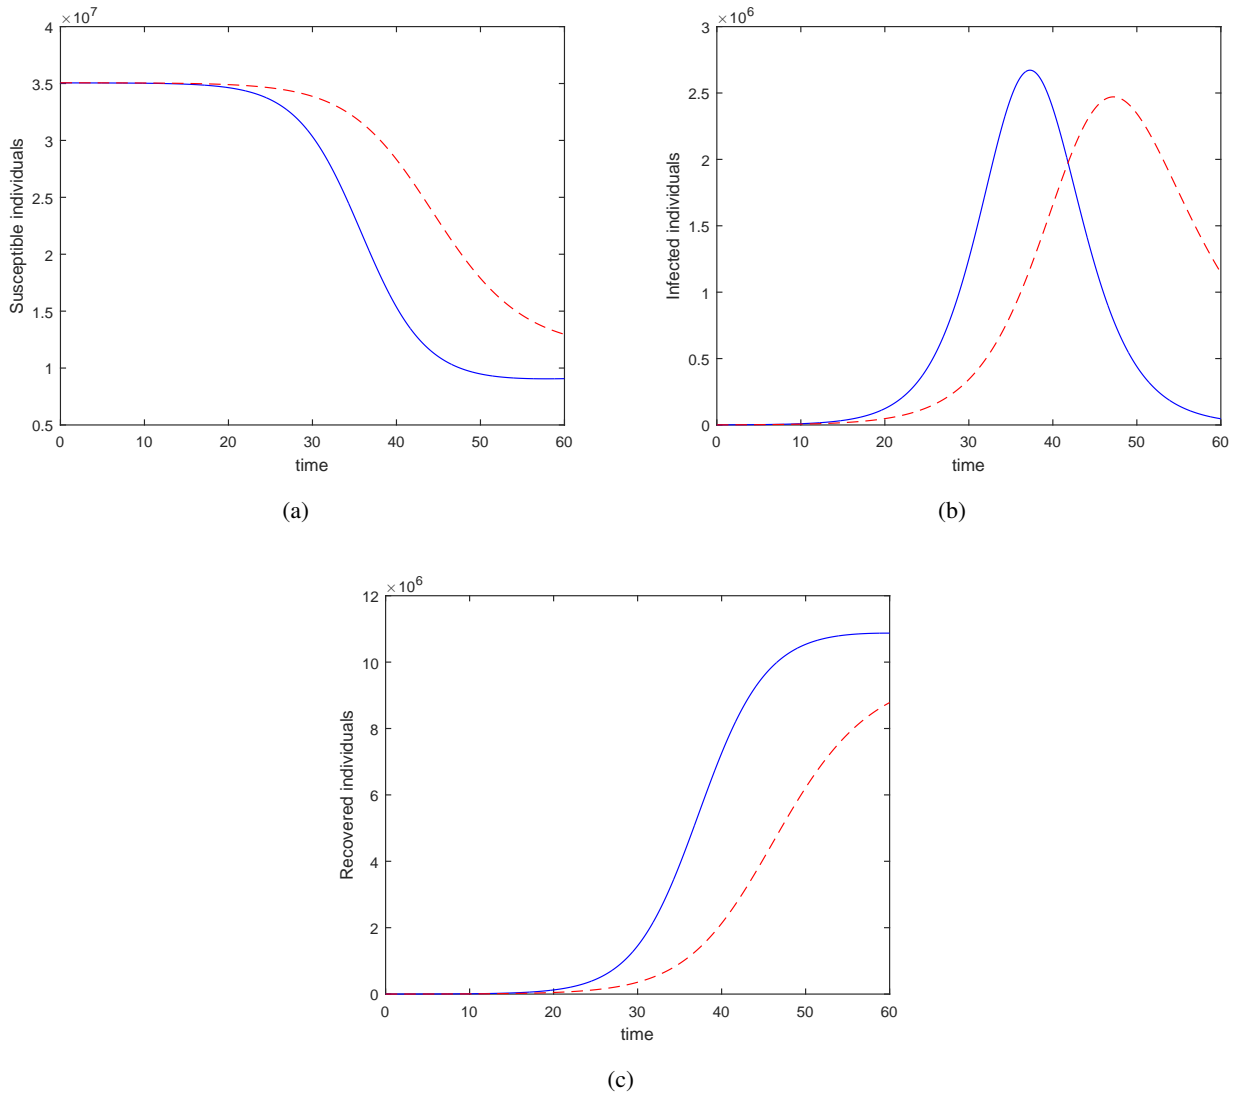 ×10^7
4
3.5
3
2.5
2
1.5
1
0.5
Susceptible individuals
0 10 20 30 40 50 60
time
(a)
×10^6
3
2.5
2
1.5
1
0.5
0
Infected individuals
0 10 20 30 40 50 60
time
(b)
×10^6
12
10
8
6
4
2
0
Recovered individuals
0 10 20 30 40 50 60
time
(c)